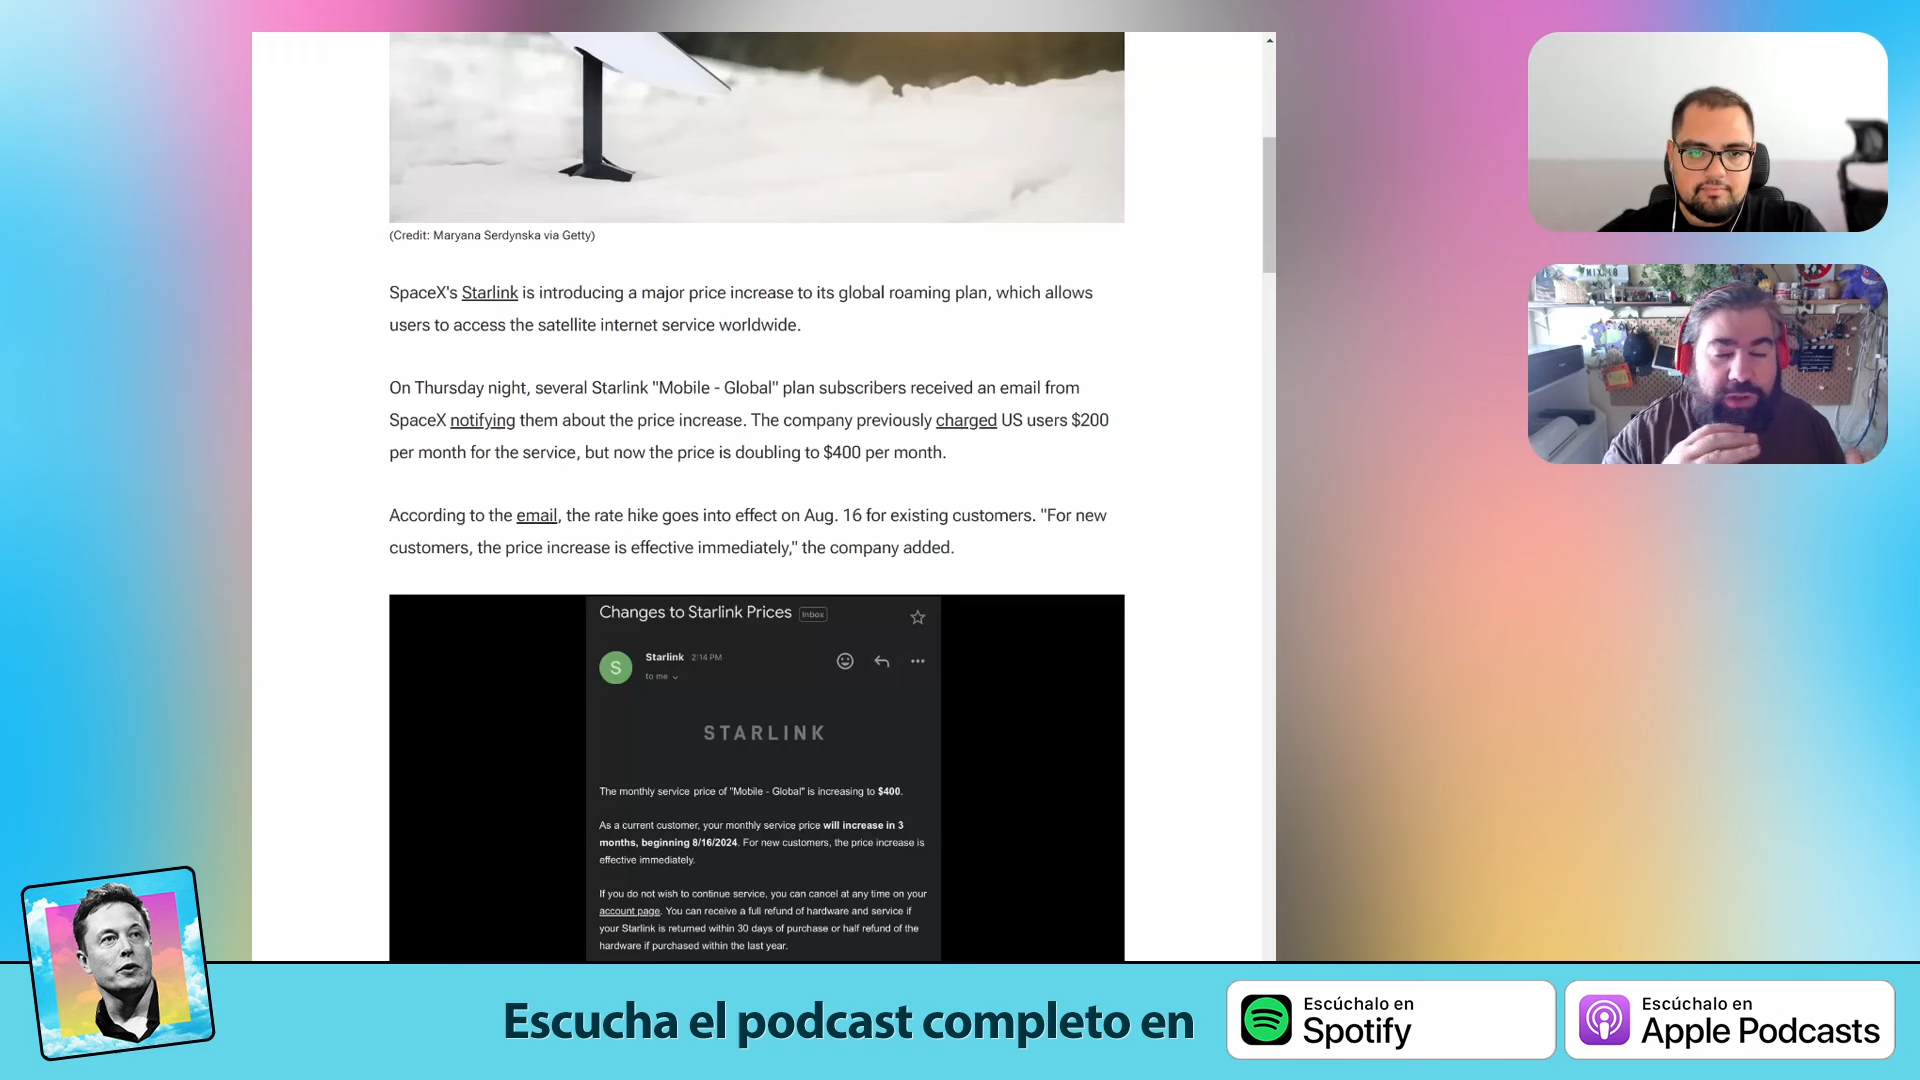 (Credit: Maryana Serdynska via Getty)
SpaceX's Starlink is introducing a major price increase to its global roaming plan, which allows
users to access the satellite internet service worldwide.
On Thursday night, several Starlink "Mobile - Global" plan subscribers received an email from
SpaceX notifying them about the price increase. The company previously charged US users $200
per month for the service, but now the price is doubling to $400 per month.
According to the email, the rate hike goes into effect on Aug. 16 for existing customers. "For new
customers, the price increase is effective immediately," the company added.
Changes to Starlink Prices Inbox
S
Starlink 2:14 PM
to me
STARLINK
The monthly service price of "Mobile - Global" is increasing to $400.
As a current customer, your monthly service price will increase in 3
months, beginning 8/16/2024. For new customers, the price increase is
effective immediately.
If you do not wish to continue service, you can cancel at any time on your
account page. You can receive a full refund of hardware and service if
your Starlink is returned within 30 days of purchase or half refund of the
hardware if purchased within the last year.
Escucha el podcast completo en
Escúchalo en
Spotify
Escúchalo en
Apple Podcasts